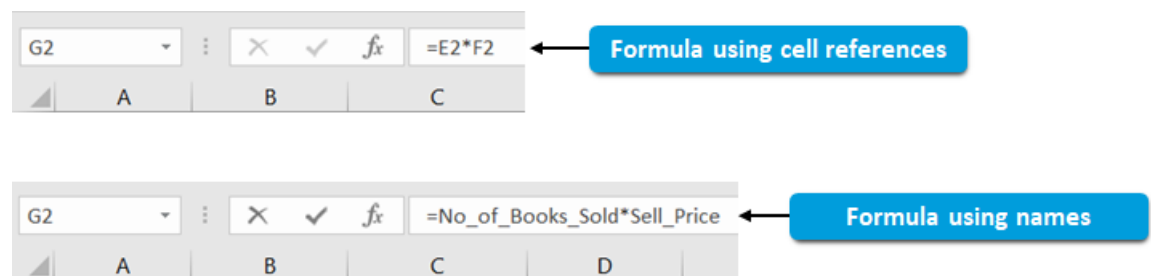 G2 fx =E2*F2 Formula using cell references
A B C
G2 fx =No_of_Books_Sold*Sell_Price Formula using names
A B C D